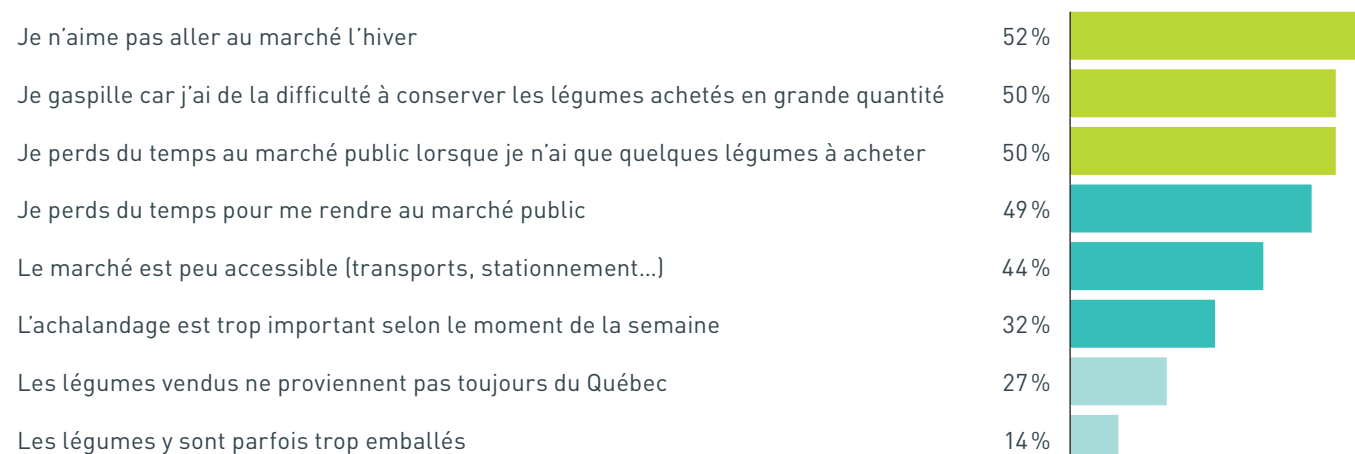 Je n'aime pas aller au marché l'hiver 52 %
Je gaspille car j'ai de la difficulté à conserver les légumes achetés en grande quantité 50 %
Je perds du temps au marché public lorsque je n'ai que quelques légumes à acheter 50 %
Je perds du temps pour me rendre au marché public 49 %
Le marché est peu accessible (transports, stationnement...) 44 %
L'achalandage est trop important selon le moment de la semaine 32 %
Les légumes vendus ne proviennent pas toujours du Québec 27 %
Les légumes y sont parfois trop emballés 14 %